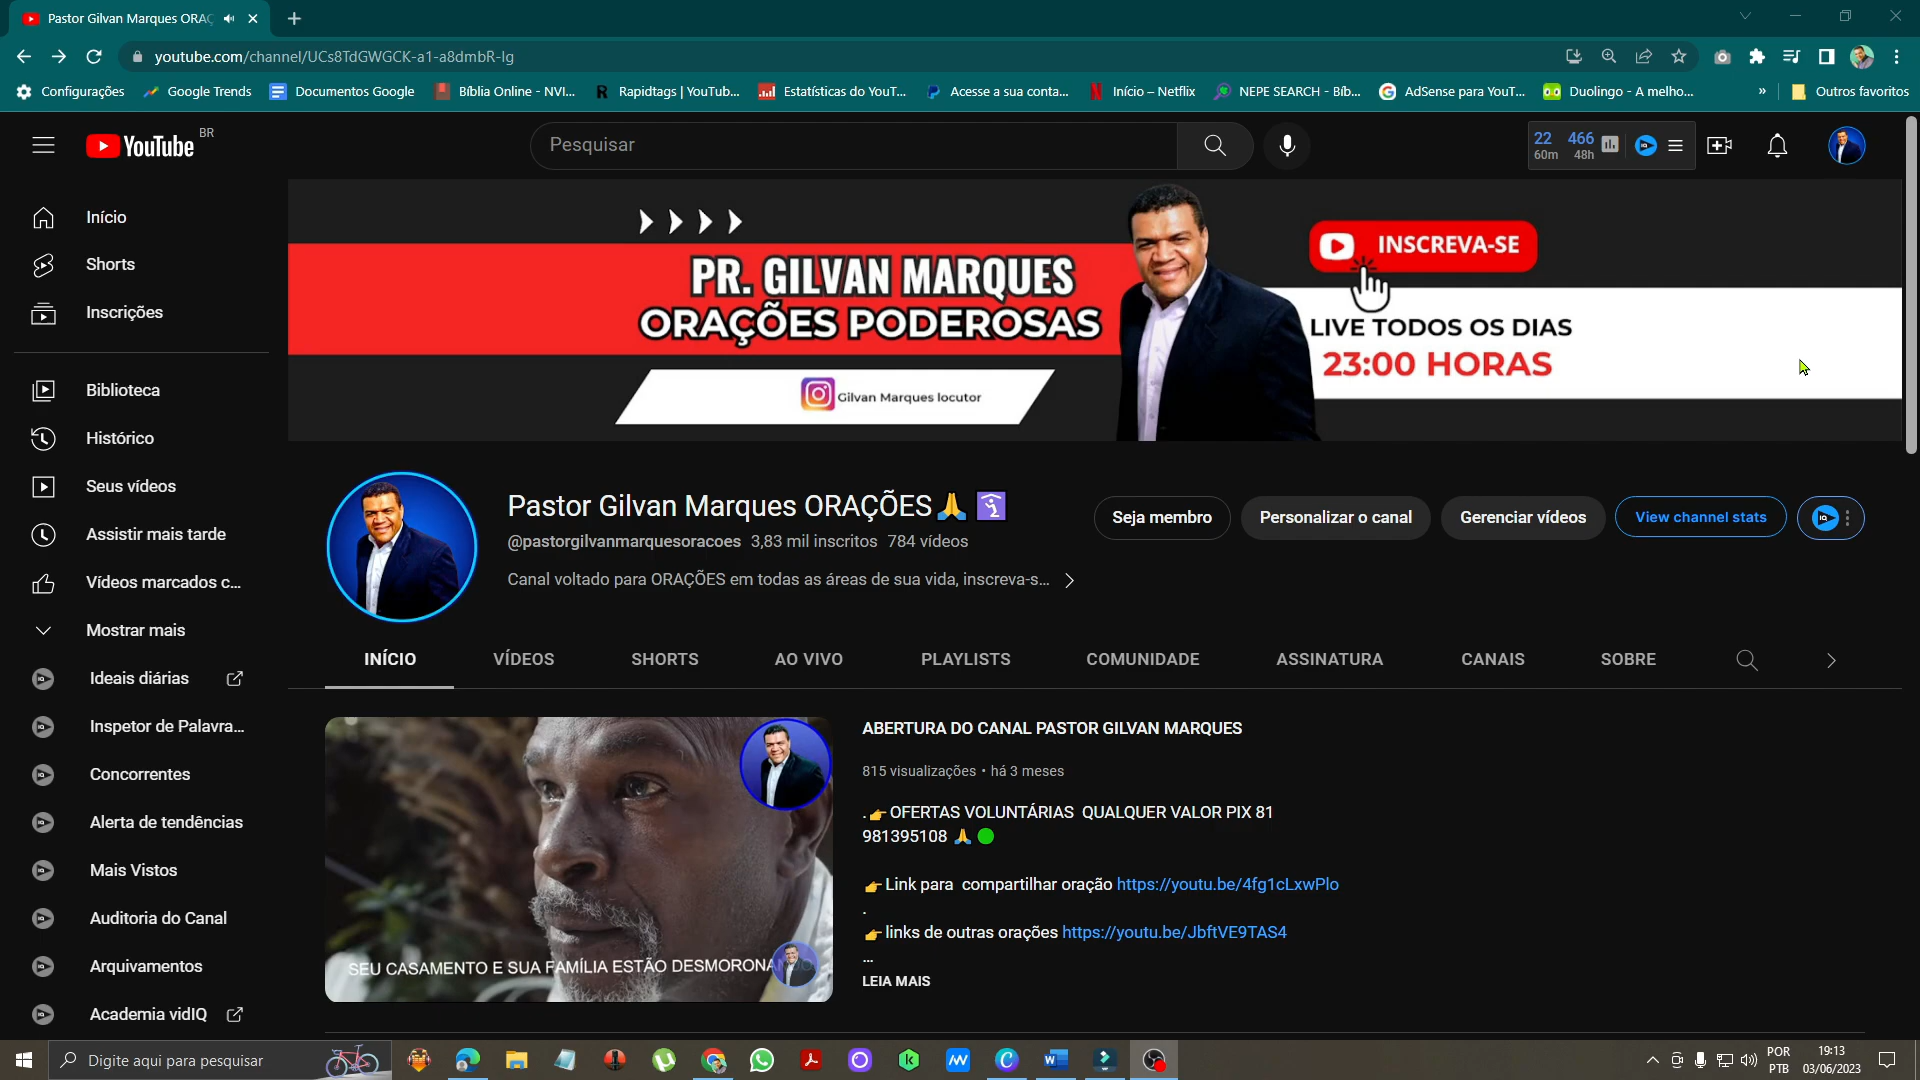 Pastor Gilvan Marques ORAÇ
youtube.com/channel/UCs8TdGWGCK-a1-a8dmbR-Ig
Configurações
Google Trends
Documentos Google
Bíblia Online - NVI...
Rapidtags | YouTub...
Estatísticas do YouT...
Acesse a sua conta...
Início – Netflix
NEPE SEARCH - Bíb...
AdSense para YouT...
Duolingo - A melho...
»
Outros favoritos
YouTube BR
Pesquisar
22 466
60m 48h
Início
Shorts
Inscrições
Biblioteca
Histórico
Seus vídeos
Assistir mais tarde
Vídeos marcados c...
Mostrar mais
Ideais diárias
Inspetor de Palavra...
Concorrentes
Alerta de tendências
Mais Vistos
Auditoria do Canal
Arquivamentos
Academia vidIQ
PR. GILVAN MARQUES
ORAÇÕES PODEROSAS
Gilvan Marques locutor
INSCREVA-SE
LIVE TODOS OS DIAS
23:00 HORAS
Pastor Gilvan Marques ORAÇÕES🙏 🛐
@pastorgilvanmarquesoracoes 3,83 mil inscritos 784 vídeos
Canal voltado para ORAÇÕES em todas as áreas de sua vida, inscreva-s...
Seja membro
Personalizar o canal
Gerenciar vídeos
View channel stats
INÍCIO
VÍDEOS
SHORTS
AO VIVO
PLAYLISTS
COMUNIDADE
ASSINATURA
CANAIS
SOBRE
ABERTURA DO CANAL PASTOR GILVAN MARQUES
815 visualizações • há 3 meses
.👉OFERTAS VOLUNTÁRIAS QUALQUER VALOR PIX 81
981395108 🙏 🟢
👉Link para compartilhar oração https://youtu.be/4fg1cLxwPlo
.
👉links de outras orações https://youtu.be/JbftVE9TAS4
...
LEIA MAIS
SEU CASAMENTO E SUA FAMÍLIA ESTÃO DESMORONANDO
Digite aqui para pesquisar
POR
PTB
19:13
03/06/2023